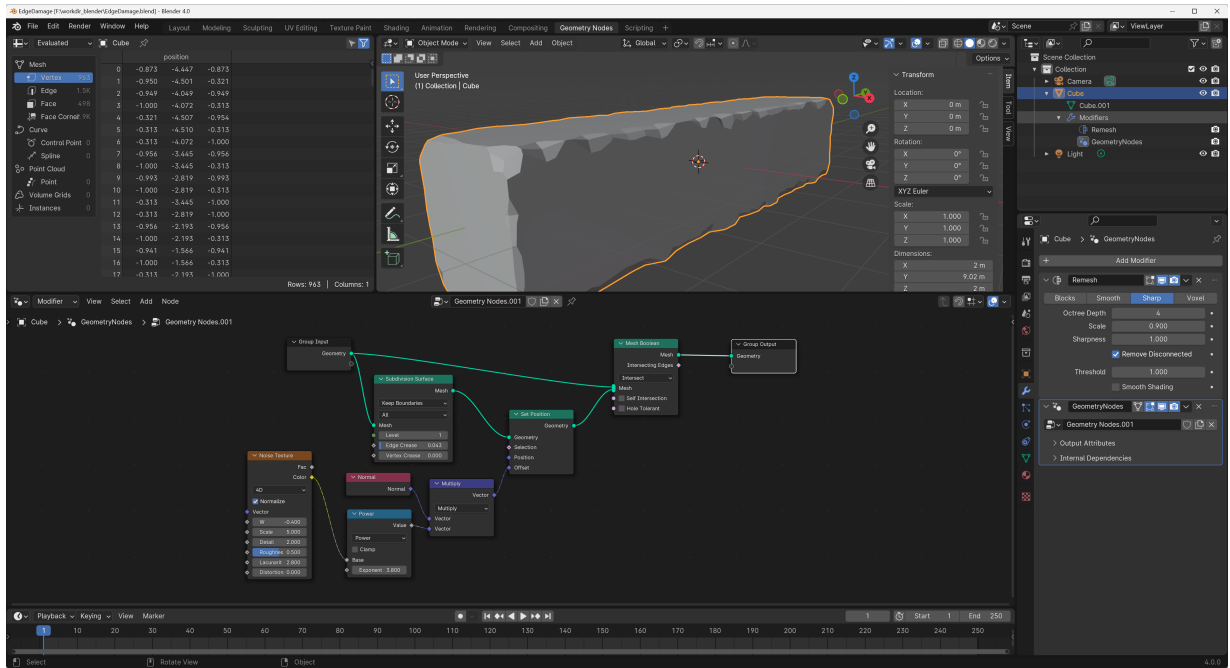 EdgeDamage [F:\workdir_blender\EdgeDamage.blend] - Blender 4.0
File Edit Render Window Help Layout Modeling Sculpting UV Editing Texture Paint Shading Animation Rendering Compositing Geometry Nodes Scripting + Scene ViewLayer
Evaluated Cube
Object Mode View Select Add Object Global
Options
position
Mesh
Vertex 963
Edge 1.5K
Face 498
Face Corner
Curve
Control Point 0
Spline 0
Point Cloud
Point 0
Volume Grids 0
Instances 0
0 -0.873 -4.447 -0.873
1 -0.950 -4.501 -0.321
2 -0.949 -4.049 -0.949
3 -1.000 -4.072 -0.313
4 -0.321 -4.507 -0.954
5 -0.313 -4.510 -0.313
6 -0.313 -4.072 -1.000
7 -0.956 -3.445 -0.956
8 -1.000 -3.445 -0.313
9 -0.993 -2.819 -0.993
10 -1.000 -2.819 -0.313
11 -0.313 -3.445 -1.000
12 -0.313 -2.819 -1.000
13 -0.956 -2.193 -0.956
14 -1.000 -2.193 -0.313
15 -0.941 -1.566 -0.941
16 -1.000 -1.566 -0.313
17 -0.313 -2.193 -1.000
Rows: 963 | Columns: 1
User Perspective
(1) Collection | Cube
Z
Y
X
Transform
Location:
X 0 m
Y 0 m
Z 0 m
Rotation:
X 0°
Y 0°
Z 0°
XYZ Euler
Scale:
X 1.000
Y 1.000
Z 1.000
Dimensions:
X 2 m
Y 9.02 m
Z 2 m
Item
Tool
View
Scene Collection
Collection
Camera
Cube
Cube.001
Modifiers
Remesh
GeometryNodes
Light
Cube > GeometryNodes
Add Modifier
Remesh
Blocks Smooth Sharp Voxel
Octree Depth 4
Scale 0.900
Sharpness 1.000
Remove Disconnected
Threshold 1.000
Smooth Shading
GeometryNodes
Geometry Nodes.001
> Output Attributes
> Internal Dependencies
Modifier View Select Add Node Geometry Nodes.001
Cube > GeometryNodes > Geometry Nodes.001
Group Input
Geometry
Subdivision Surface
Mesh
Keep Boundaries
All
Mesh
Level 1
Edge Crease 0.043
Vertex Crease 0.000
Noise Texture
Fac
Color
4D
Normalize
Vector
W -0.400
Scale 5.000
Detail 2.000
Roughnes 0.500
Lacunarit 2.800
Distortion 0.000
Normal
Normal
Power
Value
Power
Clamp
Base
Exponent 3.800
Multiply
Vector
Multiply
Vector
Vector
Set Position
Geometry
Geometry
Selection
Position
Offset
Mesh Boolean
Mesh
Intersecting Edges
Intersect
Mesh
Self Intersection
Hole Tolerant
Group Output
Geometry
Playback Keying View Marker 1 Start 1 End 250
1 10 20 30 40 50 60 70 80 90 100 110 120 130 140 150 160 170 180 190 200 210 220 230 240 250
Select Rotate View Object 4.0.0